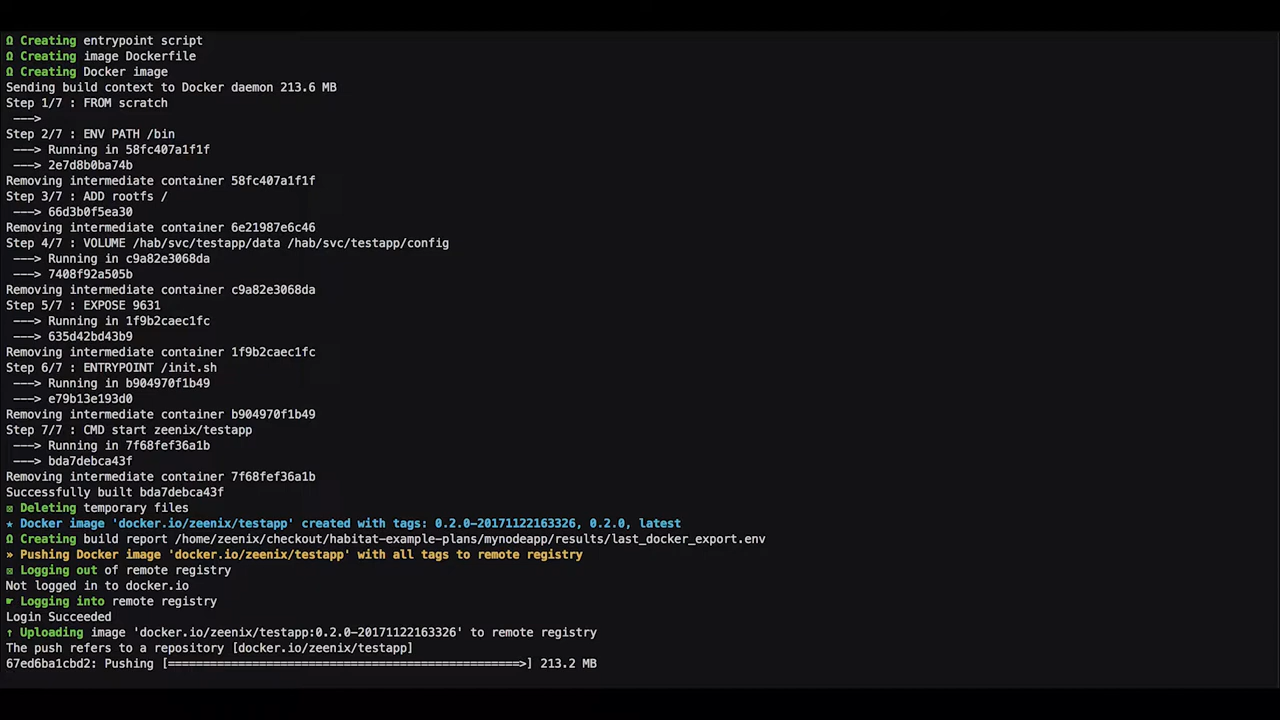 Ω Creating entrypoint script
Ω Creating image Dockerfile
Ω Creating Docker image
Sending build context to Docker daemon 213.6 MB
Step 1/7 : FROM scratch
--->
Step 2/7 : ENV PATH /bin
---> Running in 58fc407a1f1f
---> 2e7d8b0ba74b
Removing intermediate container 58fc407a1f1f
Step 3/7 : ADD rootfs /
---> 66d3b0f5ea30
Removing intermediate container 6e21987e6c46
Step 4/7 : VOLUME /hab/svc/testapp/data /hab/svc/testapp/config
---> Running in c9a82e3068da
---> 7408f92a505b
Removing intermediate container c9a82e3068da
Step 5/7 : EXPOSE 9631
---> Running in 1f9b2caec1fc
---> 635d42bd43b9
Removing intermediate container 1f9b2caec1fc
Step 6/7 : ENTRYPOINT /init.sh
---> Running in b904970f1b49
---> e79b13e193d0
Removing intermediate container b904970f1b49
Step 7/7 : CMD start zeenix/testapp
---> Running in 7f68fef36a1b
---> bda7debca43f
Removing intermediate container 7f68fef36a1b
Successfully built bda7debca43f
☒ Deleting temporary files
★ Docker image 'docker.io/zeenix/testapp' created with tags: 0.2.0-20171122163326, 0.2.0, latest
Ω Creating build report /home/zeenix/checkout/habitat-example-plans/mynodeapp/results/last_docker_export.env
» Pushing Docker image 'docker.io/zeenix/testapp' with all tags to remote registry
☒ Logging out of remote registry
Not logged in to docker.io
☛ Logging into remote registry
Login Succeeded
↑ Uploading image 'docker.io/zeenix/testapp:0.2.0-20171122163326' to remote registry
The push refers to a repository [docker.io/zeenix/testapp]
67ed6ba1cbd2: Pushing [==================================================>] 213.2 MB